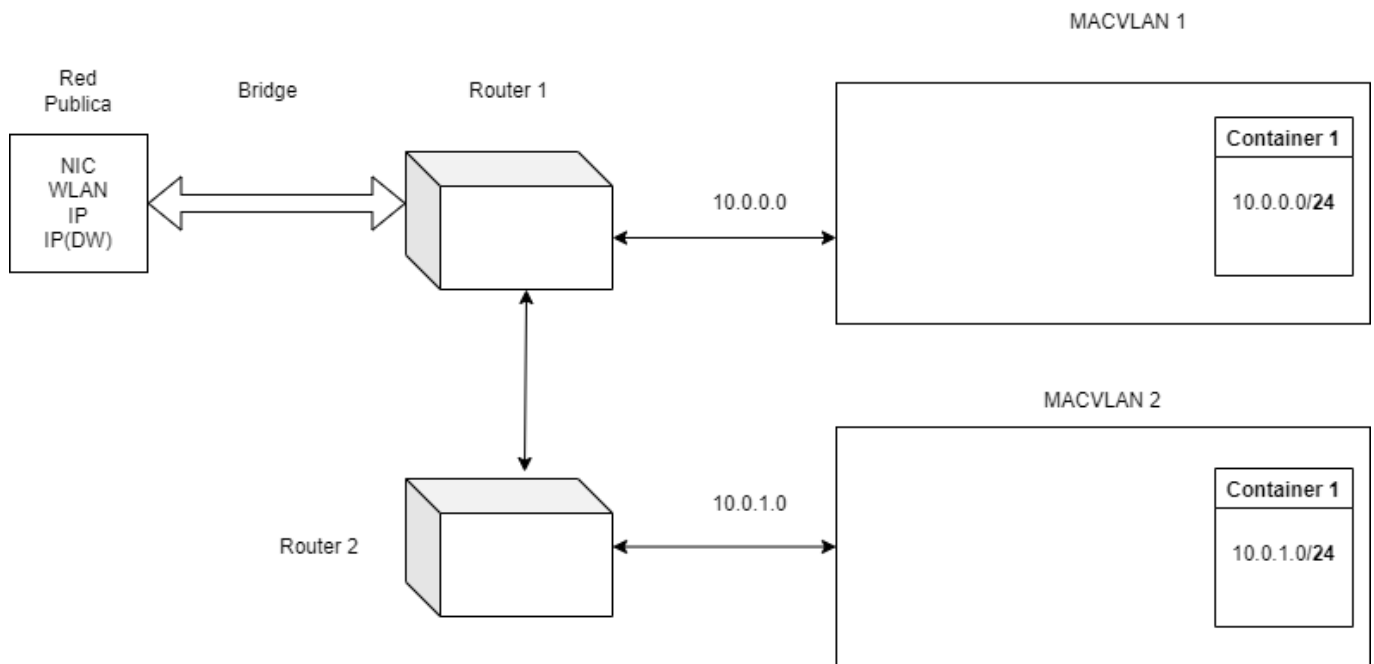 MACVLAN 1
Red
Publica
Bridge
Router 1
NIC
WLAN
IP
IP(DW)
10.0.0.0
Container 1
10.0.0.0/24
MACVLAN 2
Router 2
10.0.1.0
Container 1
10.0.1.0/24